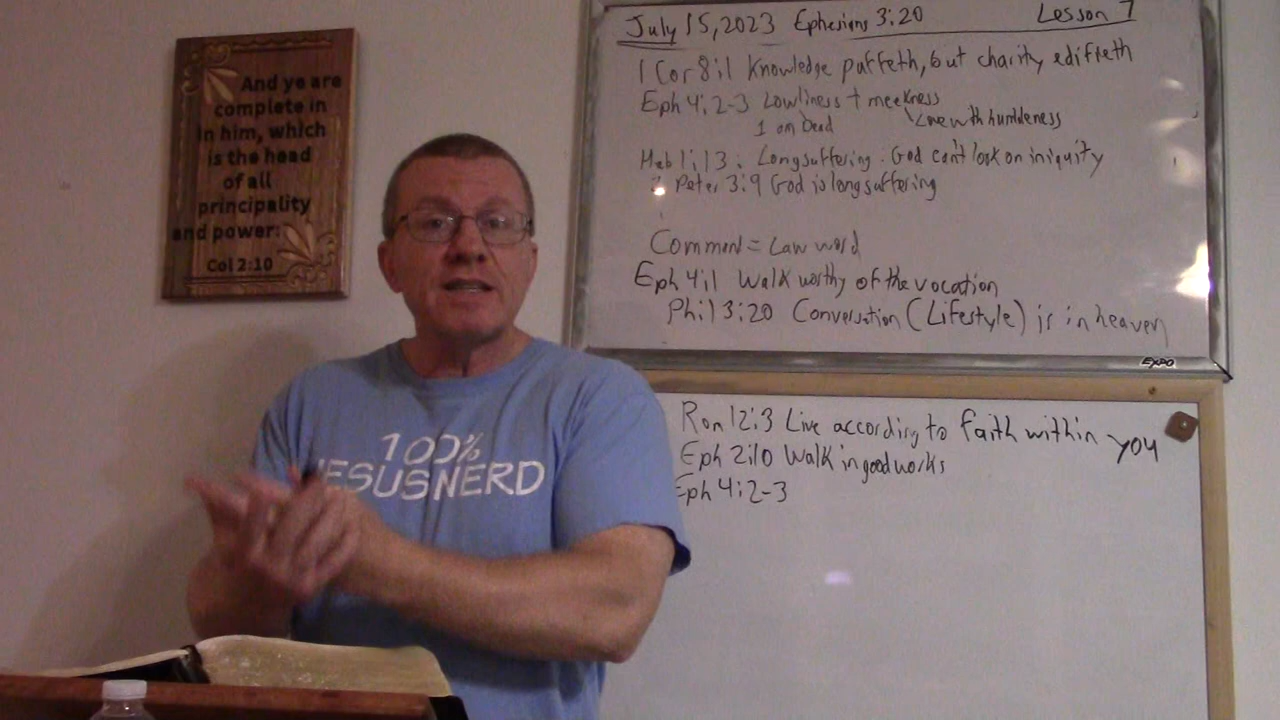 And ye are
complete in
in him, which
is the head
of all
principality
and power:
Col 2:10
July 15, 2023 Ephesians 3:20 Lesson 7
1 Cor 8:1 Knowledge puffeth, but charity edifieth
Eph 4:2-3 Lowliness + meekness
I am Dead Love with humbleness
Hab 1:13: Longsuffering. God can't look on iniquity
2 Peter 3:9 God is longsuffering
Common = Law word
Eph 4:1 Walk worthy of the vocation
Phil 3:20 Conversation (Lifestyle) is in heaven
EXPO
Rom 12:3 Live according to faith within you
Eph 2:10 Walk in good works
Eph 4:2-3
100%
JESUS NERD